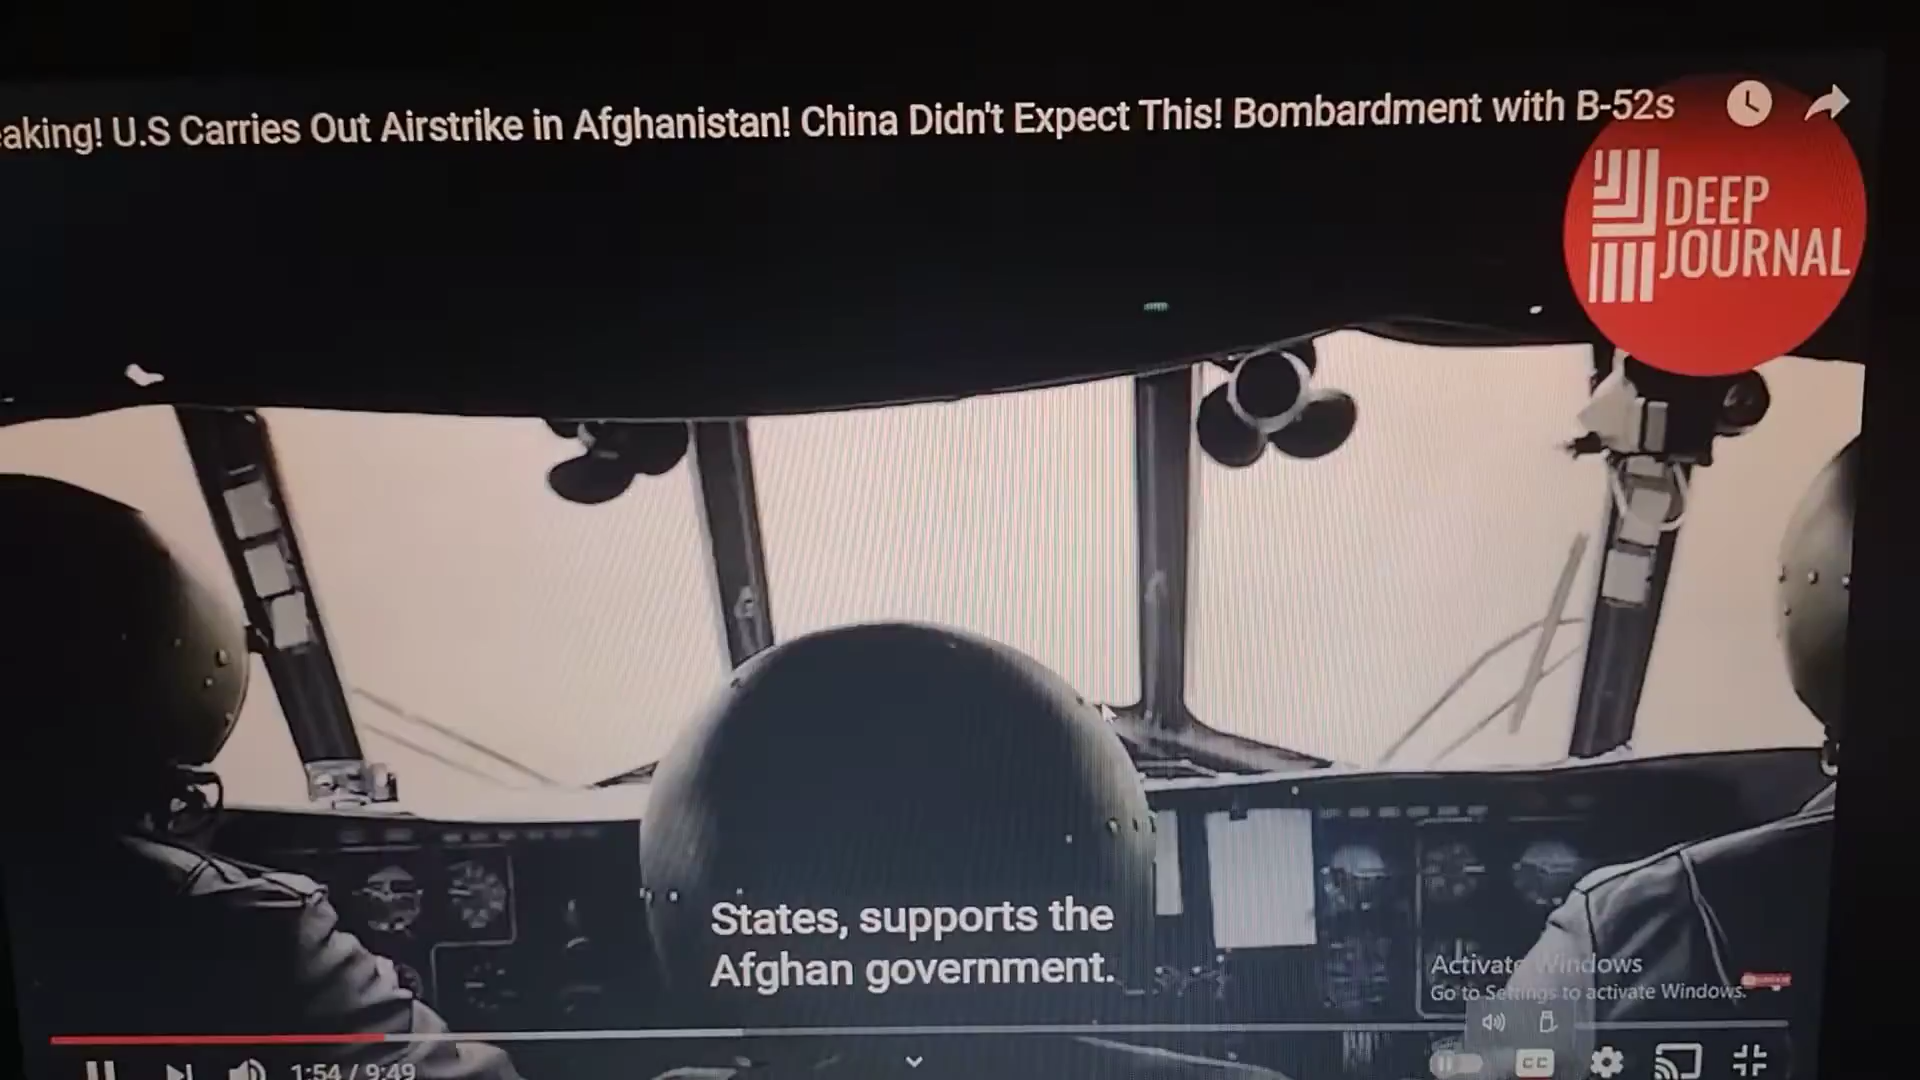 aking! U.S Carries Out Airstrike in Afghanistan! China Didn't Expect This! Bombardment with B-52s
DEEP
JOURNAL
States, supports the
Afghan government.
Activate Windows
Go to Settings to activate Windows.
1:54 / 9:49
CC